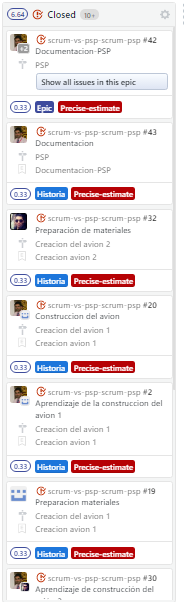 6.64 Closed 10+
scrum-vs-psp-scrum-psp #42
+2 Documentacion-PSP
PSP
Show all issues in this epic
0.33 Epic Precise-estimate
scrum-vs-psp-scrum-psp #43
Documentacion
PSP
Documentacion-PSP
0.33 Historia Precise-estimate
scrum-vs-psp-scrum-psp #32
Preparación de materiales
Creacion del avion 2
Creacion avion 2
0.33 Historia Precise-estimate
scrum-vs-psp-scrum-psp #20
Construccion del avion
Creacion del avion 1
Creacion avion 1
0.33 Historia Precise-estimate
scrum-vs-psp-scrum-psp #2
Aprendizaje de la construccion del
avion 1
Creacion del avion 1
Creacion avion 1
0.33 Historia Precise-estimate
scrum-vs-psp-scrum-psp #19
Preparacion materiales
Creacion del avion 1
Creacion avion 1
0.33 Historia Precise-estimate
scrum-vs-psp-scrum-psp #30
Aprendizaje de construcción del